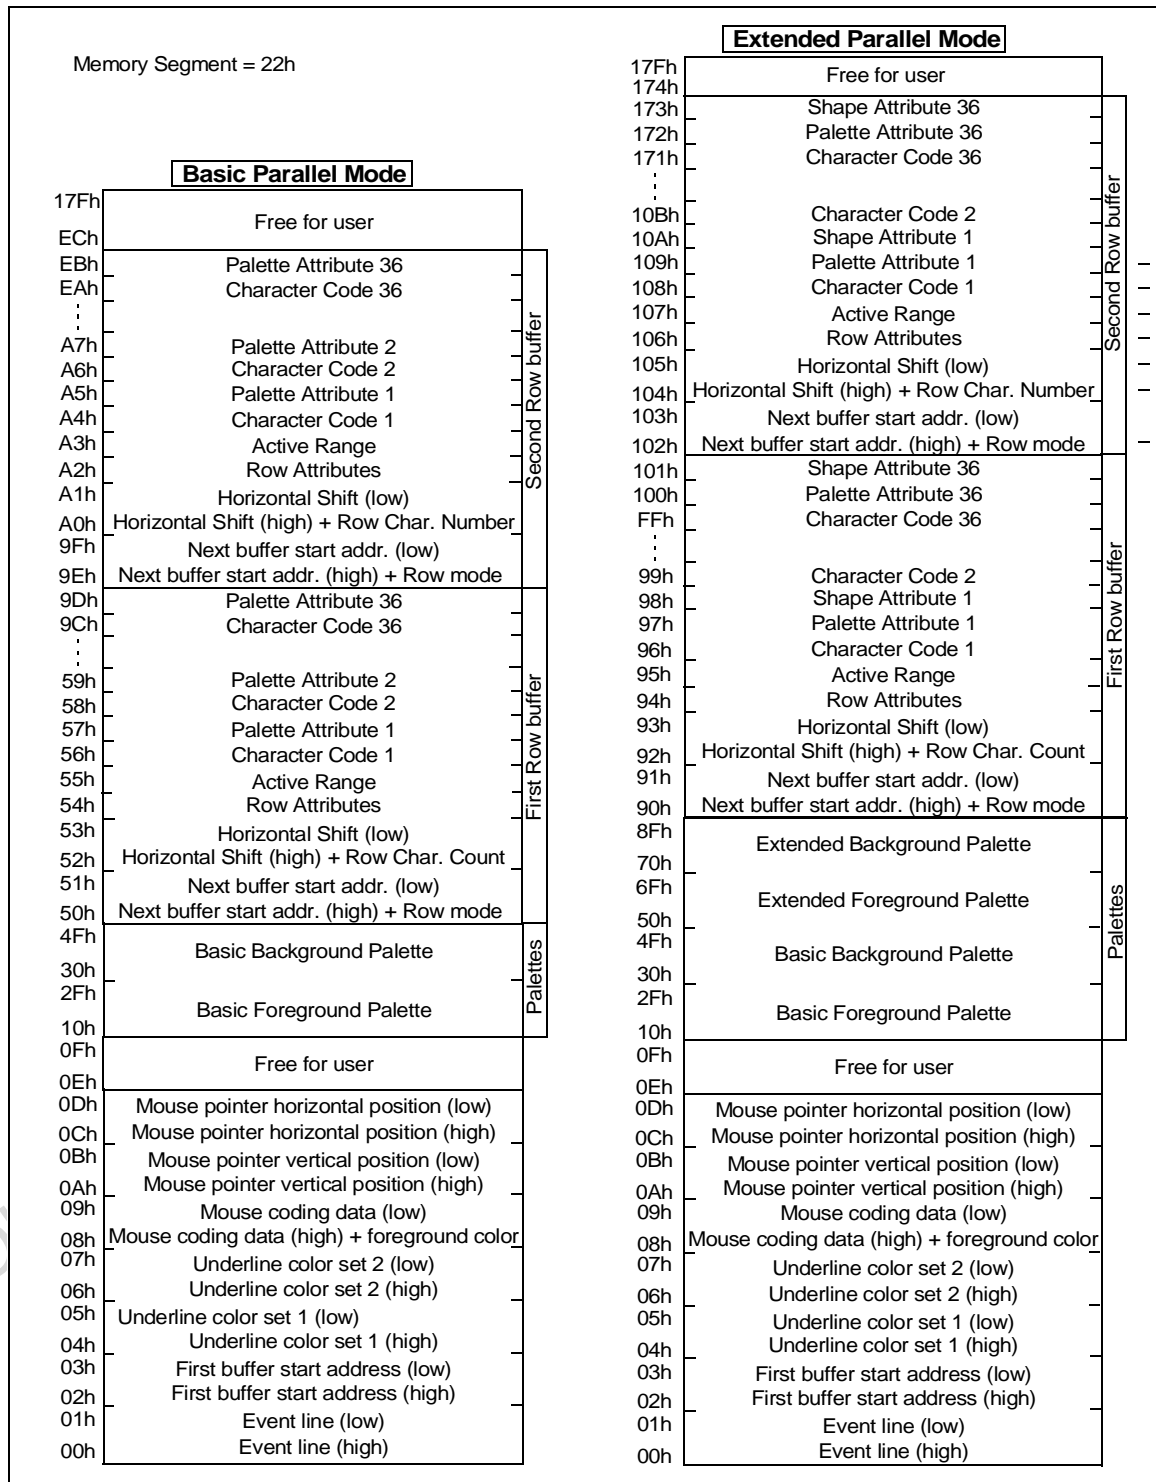 Memory Segment = 22h
Basic Parallel Mode
17Fh
Free for user
ECh
EBh Palette Attribute 36
EAh Character Code 36
A7h Palette Attribute 2
A6h Character Code 2
A5h Palette Attribute 1
A4h Character Code 1
A3h Active Range
A2h Row Attributes
A1h Horizontal Shift (low)
A0h Horizontal Shift (high) + Row Char. Number
9Fh Next buffer start addr. (low)
9Eh Next buffer start addr. (high) + Row mode
Second Row buffer
9Dh Palette Attribute 36
9Ch Character Code 36
59h Palette Attribute 2
58h Character Code 2
57h Palette Attribute 1
56h Character Code 1
55h Active Range
54h Row Attributes
53h Horizontal Shift (low)
52h Horizontal Shift (high) + Row Char. Count
51h Next buffer start addr. (low)
50h Next buffer start addr. (high) + Row mode
First Row buffer
4Fh
Basic Background Palette
30h
2Fh
Basic Foreground Palette
10h
Palettes
0Fh
Free for user
0Eh
0Dh Mouse pointer horizontal position (low)
0Ch Mouse pointer horizontal position (high)
0Bh Mouse pointer vertical position (low)
0Ah Mouse pointer vertical position (high)
09h Mouse coding data (low)
08h Mouse coding data (high) + foreground color
07h Underline color set 2 (low)
06h Underline color set 2 (high)
05h Underline color set 1 (low)
04h Underline color set 1 (high)
03h First buffer start address (low)
02h First buffer start address (high)
01h Event line (low)
00h Event line (high)
Extended Parallel Mode
17Fh
Free for user
174h
173h Shape Attribute 36
172h Palette Attribute 36
171h Character Code 36
10Bh Character Code 2
10Ah Shape Attribute 1
109h Palette Attribute 1
108h Character Code 1
107h Active Range
106h Row Attributes
105h Horizontal Shift (low)
104h Horizontal Shift (high) + Row Char. Number
103h Next buffer start addr. (low)
102h Next buffer start addr. (high) + Row mode
Second Row buffer
101h Shape Attribute 36
100h Palette Attribute 36
FFh Character Code 36
99h Character Code 2
98h Shape Attribute 1
97h Palette Attribute 1
96h Character Code 1
95h Active Range
94h Row Attributes
93h Horizontal Shift (low)
92h Horizontal Shift (high) + Row Char. Count
91h Next buffer start addr. (low)
90h Next buffer start addr. (high) + Row mode
First Row buffer
8Fh
Extended Background Palette
70h
6Fh
Extended Foreground Palette
50h
4Fh
Basic Background Palette
30h
2Fh
Basic Foreground Palette
10h
Palettes
0Fh
Free for user
0Eh
0Dh Mouse pointer horizontal position (low)
0Ch Mouse pointer horizontal position (high)
0Bh Mouse pointer vertical position (low)
0Ah Mouse pointer vertical position (high)
09h Mouse coding data (low)
08h Mouse coding data (high) + foreground color
07h Underline color set 2 (low)
06h Underline color set 2 (high)
05h Underline color set 1 (low)
04h Underline color set 1 (high)
03h First buffer start address (low)
02h First buffer start address (high)
01h Event line (low)
00h Event line (high)